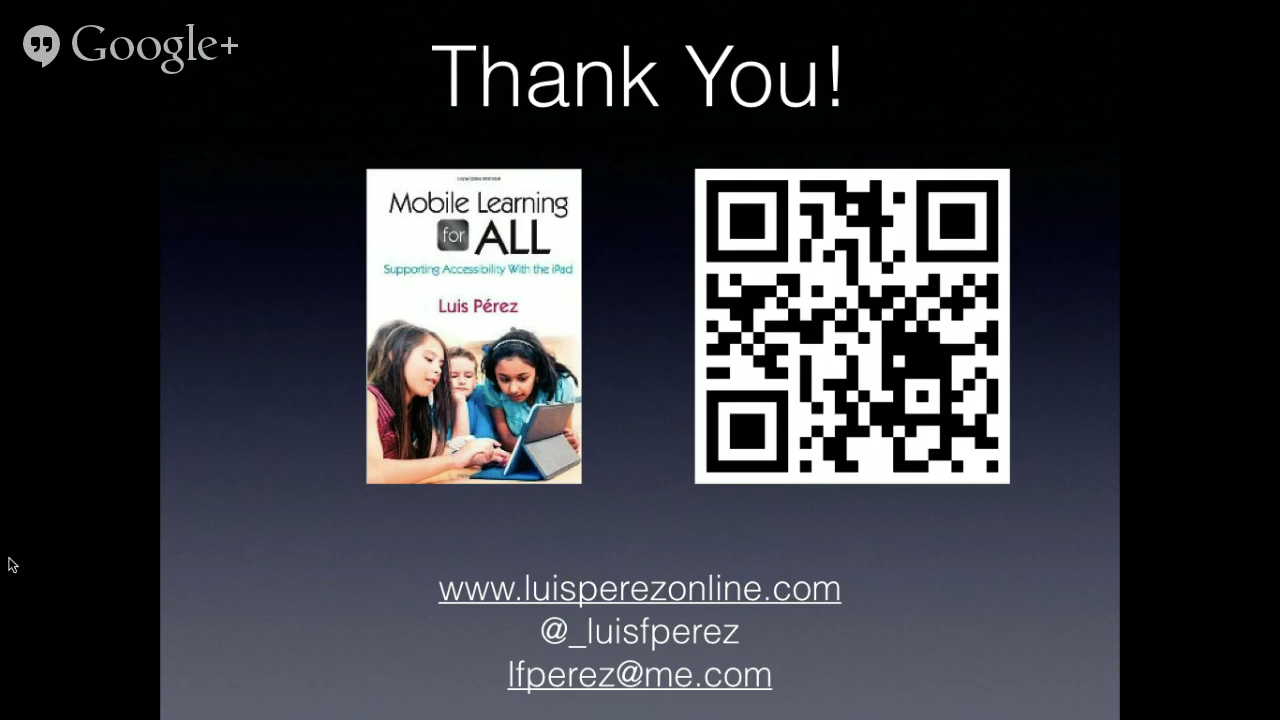 Google+
Thank You!
Mobile Learning
for ALL
Supporting Accessibility With the iPad
Luis Pérez
www.luisperezonline.com
@_luisfperez
lfperez@me.com